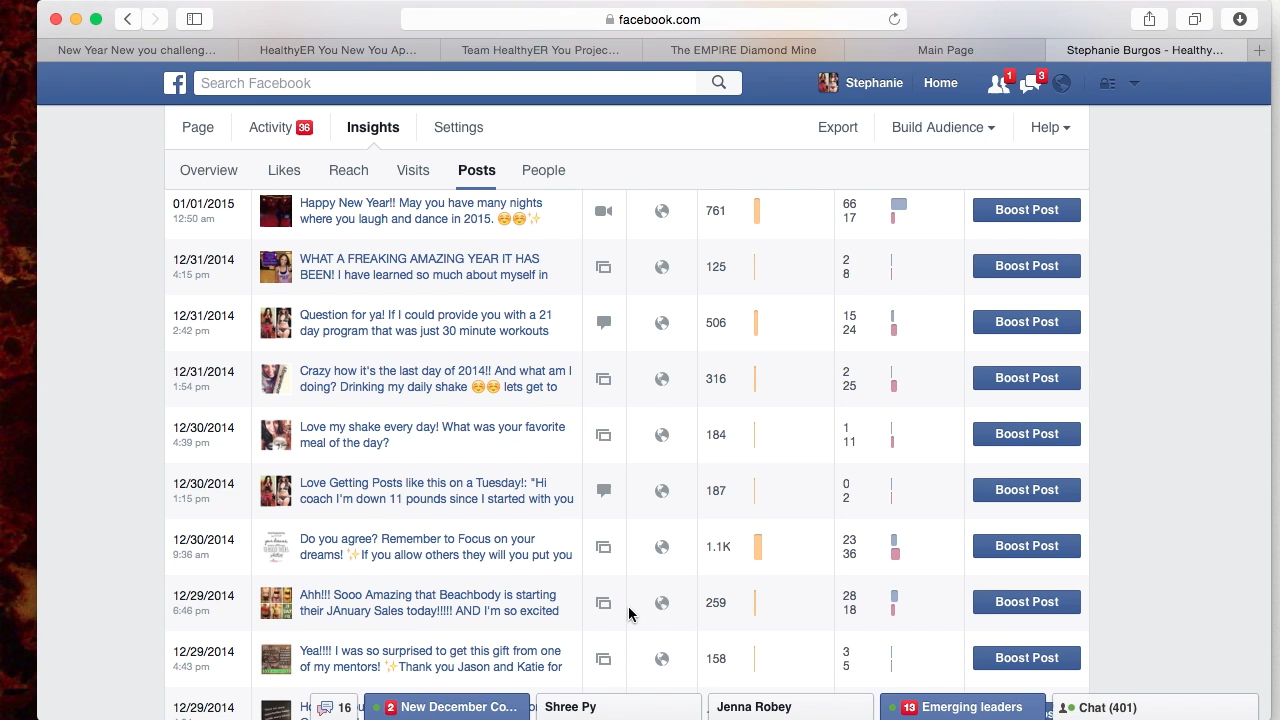 facebook.com
New Year New you challeng...
HealthyER You New You Ap...
Team HealthyER You Projec...
The EMPIRE Diamond Mine
Main Page
Stephanie Burgos - Healthy...
Search Facebook
Stephanie
Home
1
3
Page
Activity 36
Insights
Settings
Export
Build Audience
Help
Overview
Likes
Reach
Visits
Posts
People
01/01/2015
12:50 am
Happy New Year!! May you have many nights
where you laugh and dance in 2015. ☺️☺️✨
761
66
17
Boost Post
12/31/2014
4:15 pm
WHAT A FREAKING AMAZING YEAR IT HAS
BEEN! I have learned so much about myself in
125
2
8
Boost Post
12/31/2014
2:42 pm
Question for ya! If I could provide you with a 21
day program that was just 30 minute workouts
506
15
24
Boost Post
12/31/2014
1:54 pm
Crazy how it's the last day of 2014!! And what am I
doing? Drinking my daily shake ☺️☺️ lets get to
316
2
25
Boost Post
12/30/2014
4:39 pm
Love my shake every day! What was your favorite
meal of the day?
184
1
11
Boost Post
12/30/2014
1:15 pm
Love Getting Posts like this on a Tuesday!: "Hi
coach I'm down 11 pounds since I started with you
187
0
2
Boost Post
12/30/2014
9:36 am
Do you agree? Remember to Focus on your
dreams! ✨If you allow others they will you put you
1.1K
23
36
Boost Post
12/29/2014
6:46 pm
Ahh!!! Sooo Amazing that Beachbody is starting
their JAnuary Sales today!!!!! AND I'm so excited
259
28
18
Boost Post
12/29/2014
4:43 pm
Yea!!!! I was so surprised to get this gift from one
of my mentors! ✨Thank you Jason and Katie for
158
3
5
Boost Post
12/29/2014
16
2 New December Co...
Shree Py
Jenna Robey
13 Emerging leaders
Chat (401)